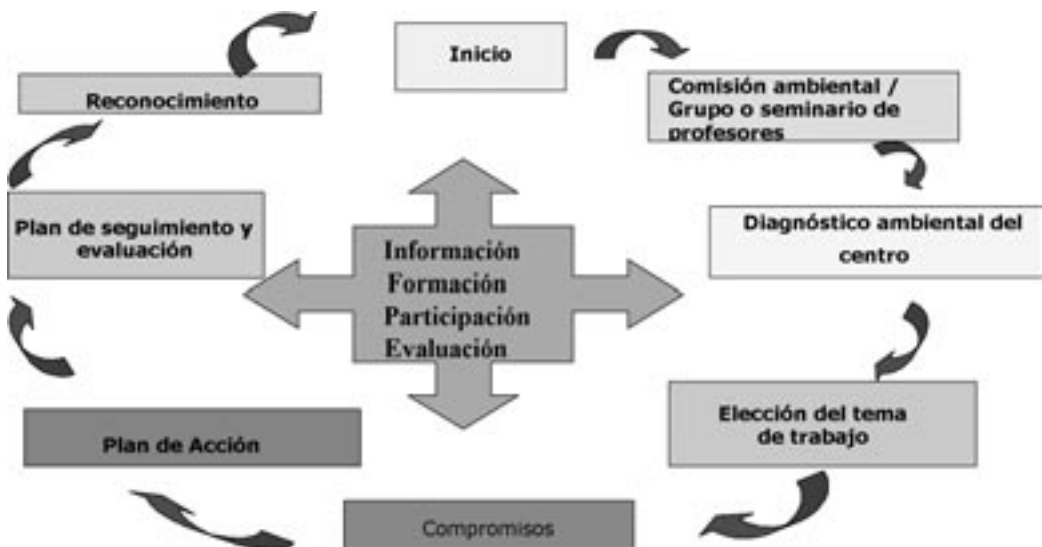 Inicio
Comisión ambiental /
Grupo o seminario de
profesores
Diagnóstico ambiental del
centro
Elección del tema
de trabajo
Compromisos
Plan de Acción
Plan de seguimiento y
evaluación
Reconocimiento
Información
Formación
Participación
Evaluación